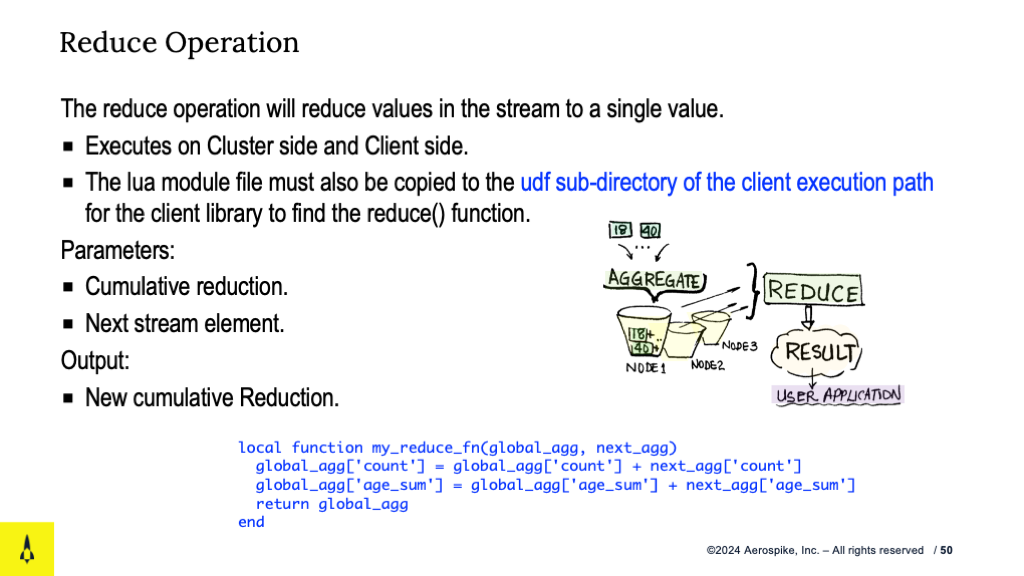 Reduce Operation
The reduce operation will reduce values in the stream to a single value.
▪ Executes on Cluster side and Client side.
▪ The lua module file must also be copied to the udf sub-directory of the client execution path
for the client library to find the reduce() function.
Parameters:
▪ Cumulative reduction.
▪ Next stream element.
Output:
▪ New cumulative Reduction.
18 40
...
AGGREGATE
REDUCE
18+..
40+
NODE1
NODE2
NODE3
RESULT
USER APPLICATION
local function my_reduce_fn(global_agg, next_agg)
  global_agg['count'] = global_agg['count'] + next_agg['count']
  global_agg['age_sum'] = global_agg['age_sum'] + next_agg['age_sum']
  return global_agg
end
©2024 Aerospike, Inc. – All rights reserved / 50